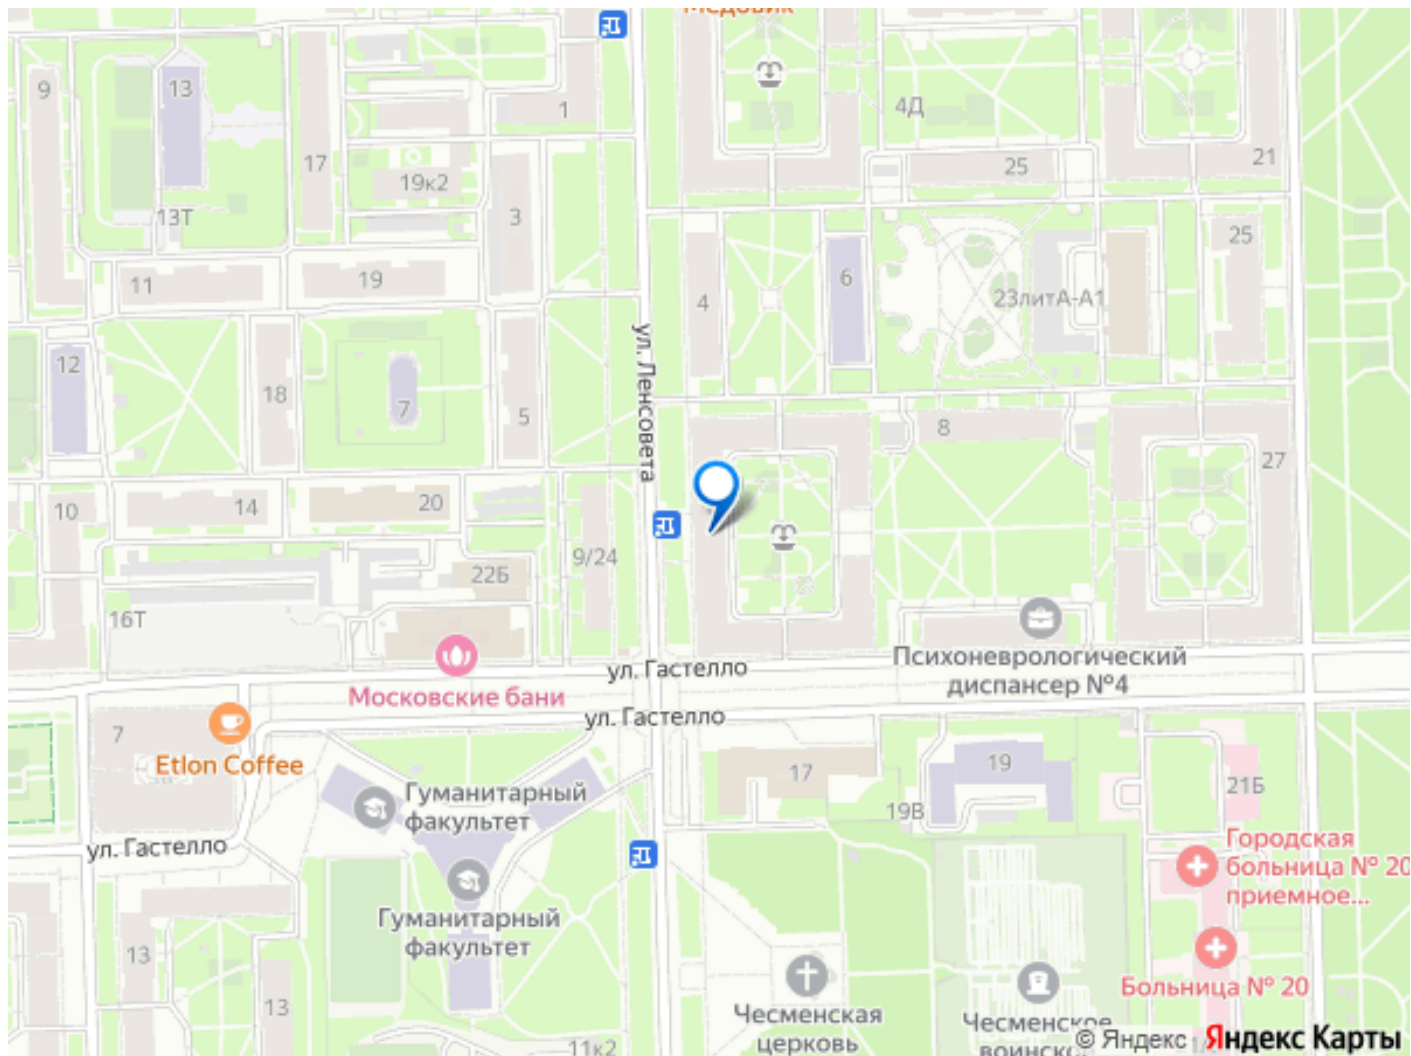 Медовик
9
13
1
4Д
17
25
21
19к2
13Т
3
25
6
19
11
4
23литА-А1
ул. Ленсовета
12
18
7
5
8
27
14
20
10
9/24
22Б
16Т
Психоневрологический
диспансер №4
ул. Гастелло
Московские бани
ул. Гастелло
7
Etlon Coffee
17
19
21Б
Гуманитарный
факультет
19В
ул. Гастелло
Городская
больница № 20
приемное...
Гуманитарный
факультет
13
Больница № 20
13
Чесменская
церковь
Чесменское
воинско
11к2
© Яндекс
Яндекс Карты